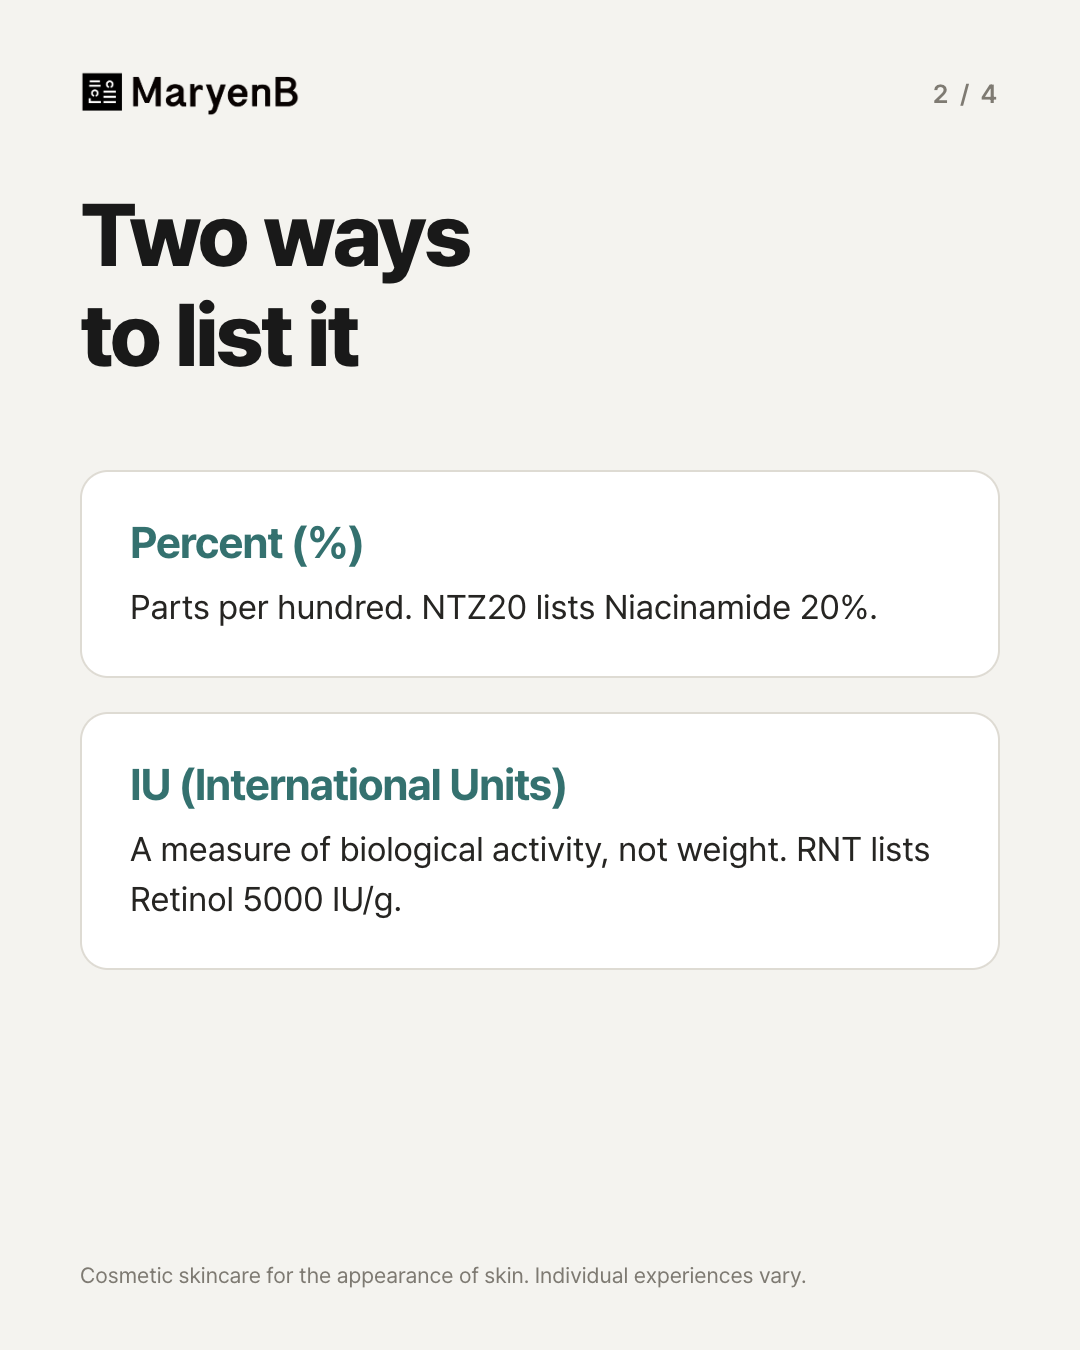 MaryenB
2 / 4
Two ways
to list it
Percent (%)
Parts per hundred. NTZ20 lists Niacinamide 20%.
IU (International Units)
A measure of biological activity, not weight. RNT lists
Retinol 5000 IU/g.
Cosmetic skincare for the appearance of skin. Individual experiences vary.